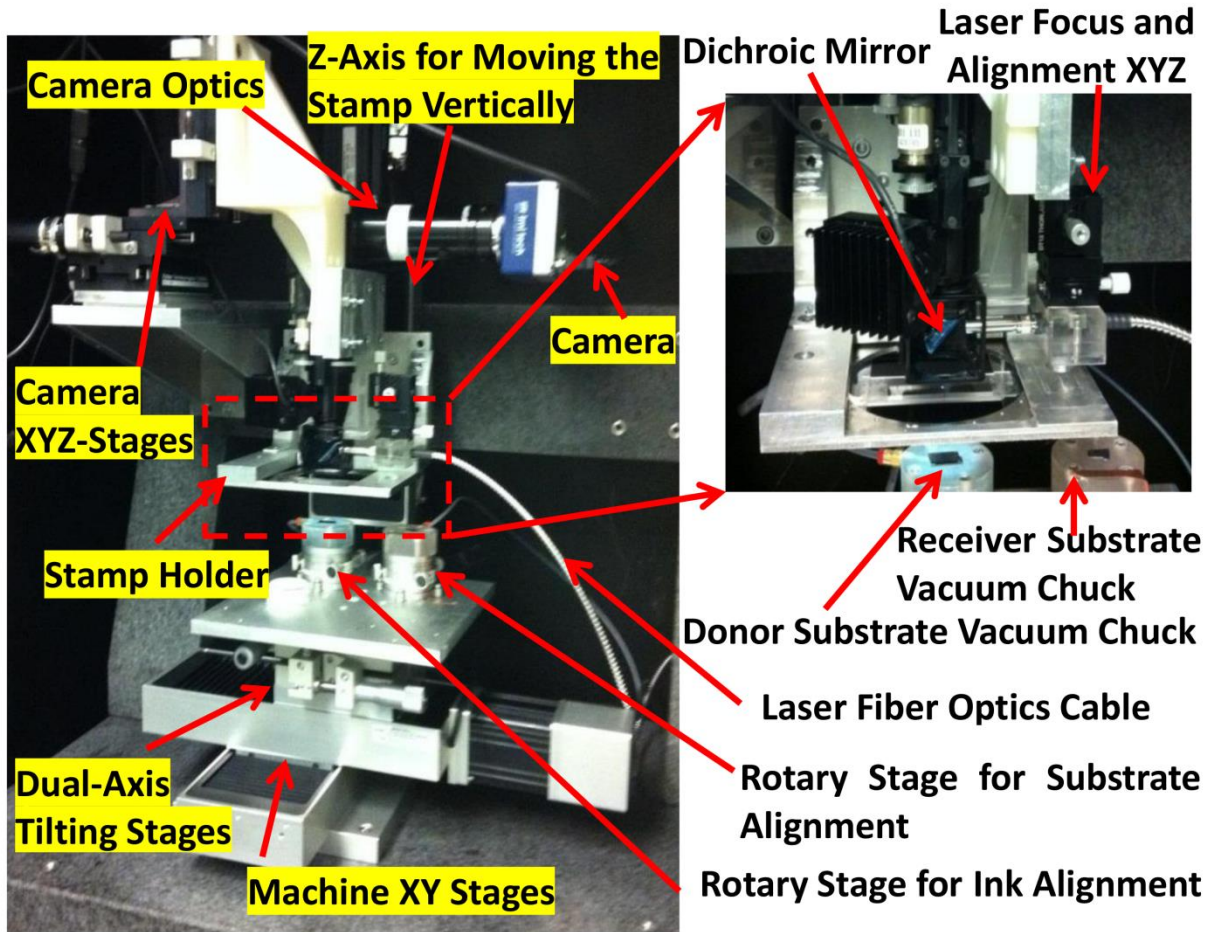 Laser Focus and
Alignment XYZ
Dichroic Mirror
Z-Axis for Moving the
Stamp Vertically
Camera Optics
Camera
Camera
XYZ-Stages
Stamp Holder
Receiver Substrate
Vacuum Chuck
Donor Substrate Vacuum Chuck
Laser Fiber Optics Cable
Rotary Stage for Substrate
Alignment
Dual-Axis
Tilting Stages
Machine XY Stages
Rotary Stage for Ink Alignment